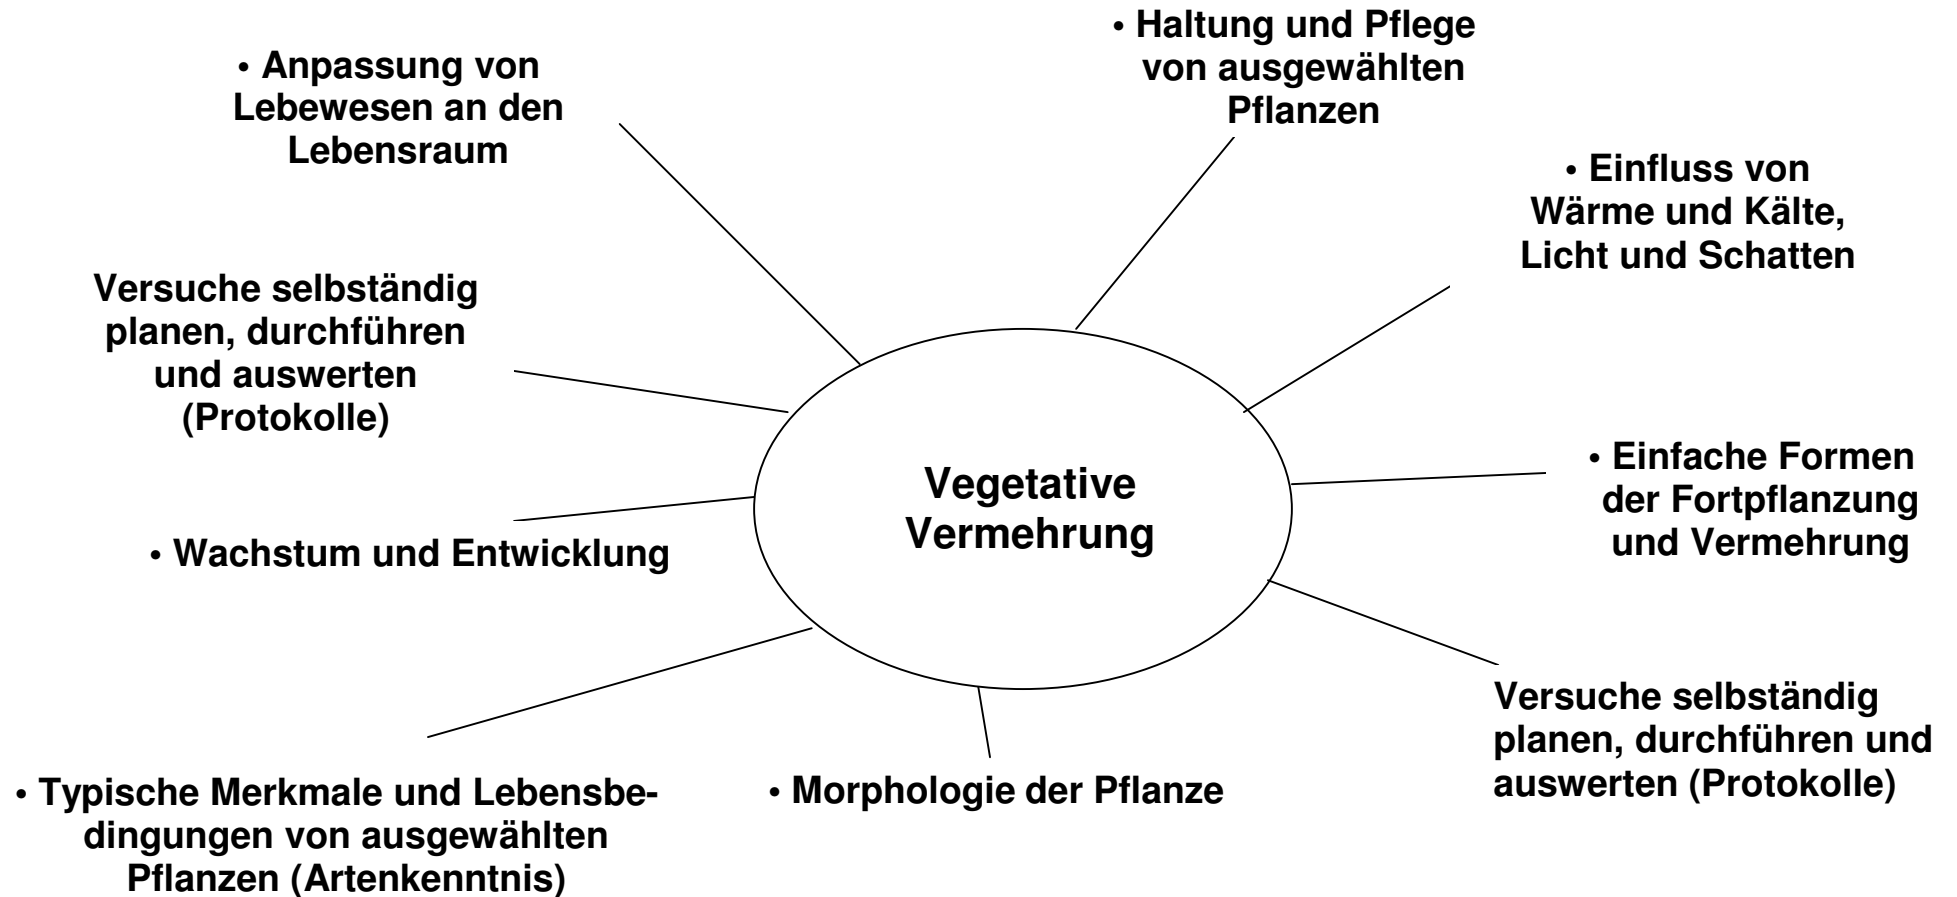 • Haltung und Pflege
von ausgewählten
Pflanzen
• Anpassung von
Lebewesen an den
Lebensraum
• Einfluss von
Wärme und Kälte,
Licht und Schatten
Versuche selbständig
planen, durchführen
und auswerten
(Protokolle)
Vegetative
Vermehrung
• Einfache Formen
der Fortpflanzung
und Vermehrung
• Wachstum und Entwicklung
Versuche selbständig
planen, durchführen und
auswerten (Protokolle)
• Typische Merkmale und Lebensbe-
dingungen von ausgewählten
Pflanzen (Artenkenntnis)
• Morphologie der Pflanze